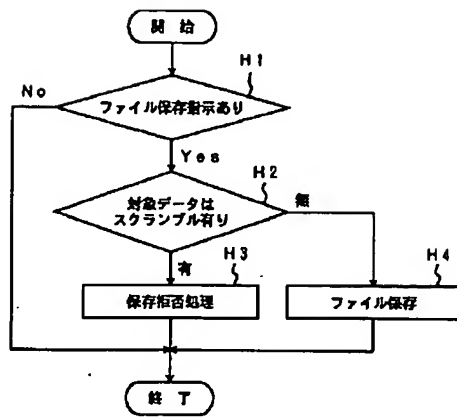 開始
H1
No
ファイル保存指示あり
Yes
H2
対象データは
スクランブル有り
無
有
H3
H4
保存拒否処理
ファイル保存
終了